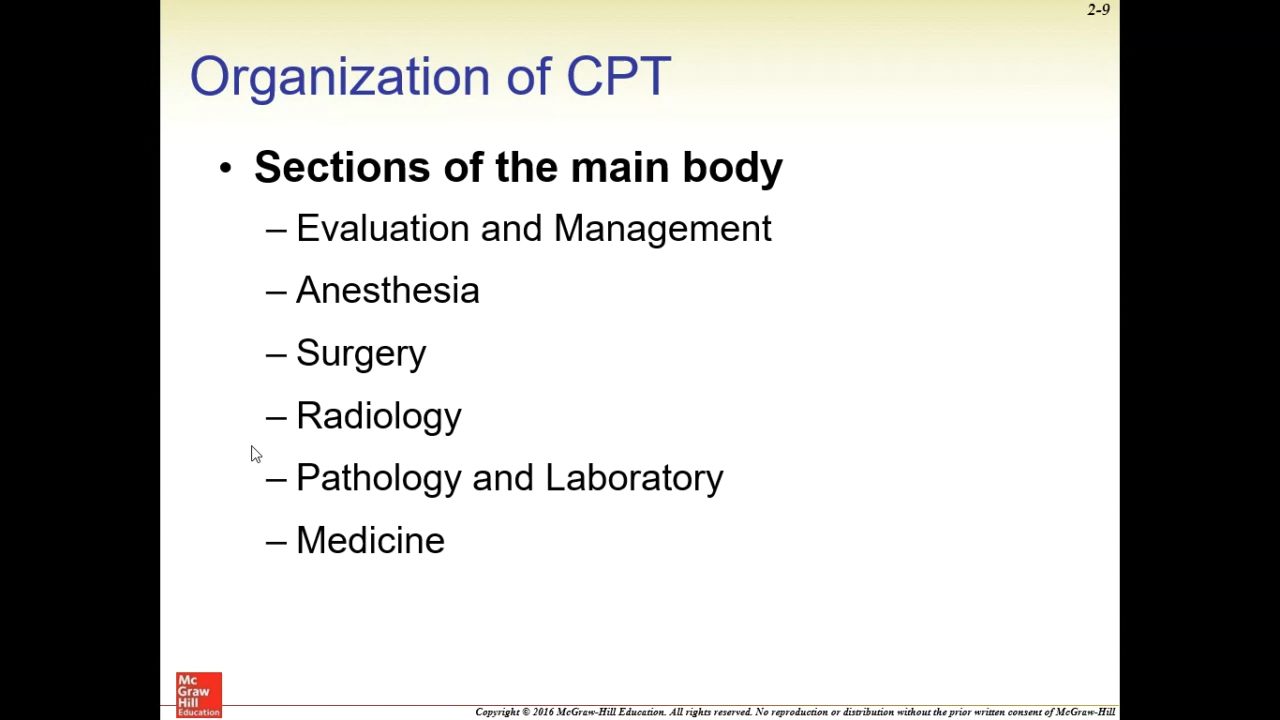 2-9
Organization of CPT
• Sections of the main body
– Evaluation and Management
– Anesthesia
– Surgery
– Radiology
– Pathology and Laboratory
– Medicine
Mc
Graw
Hill
Education
Copyright © 2016 McGraw-Hill Education. All rights reserved. No reproduction or distribution without the prior written consent of McGraw-Hill